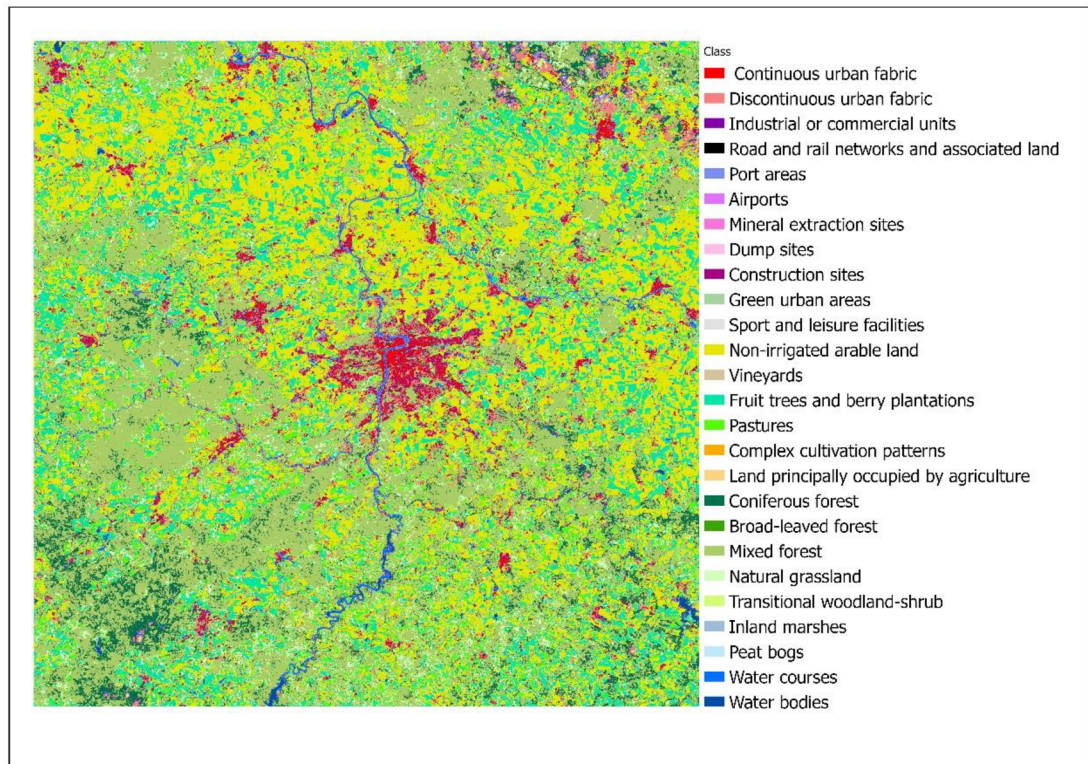 Class
Continuous urban fabric
Discontinuous urban fabric
Industrial or commercial units
Road and rail networks and associated land
Port areas
Airports
Mineral extraction sites
Dump sites
Construction sites
Green urban areas
Sport and leisure facilities
Non-irrigated arable land
Vineyards
Fruit trees and berry plantations
Pastures
Complex cultivation patterns
Land principally occupied by agriculture
Coniferous forest
Broad-leaved forest
Mixed forest
Natural grassland
Transitional woodland-shrub
Inland marshes
Peat bogs
Water courses
Water bodies